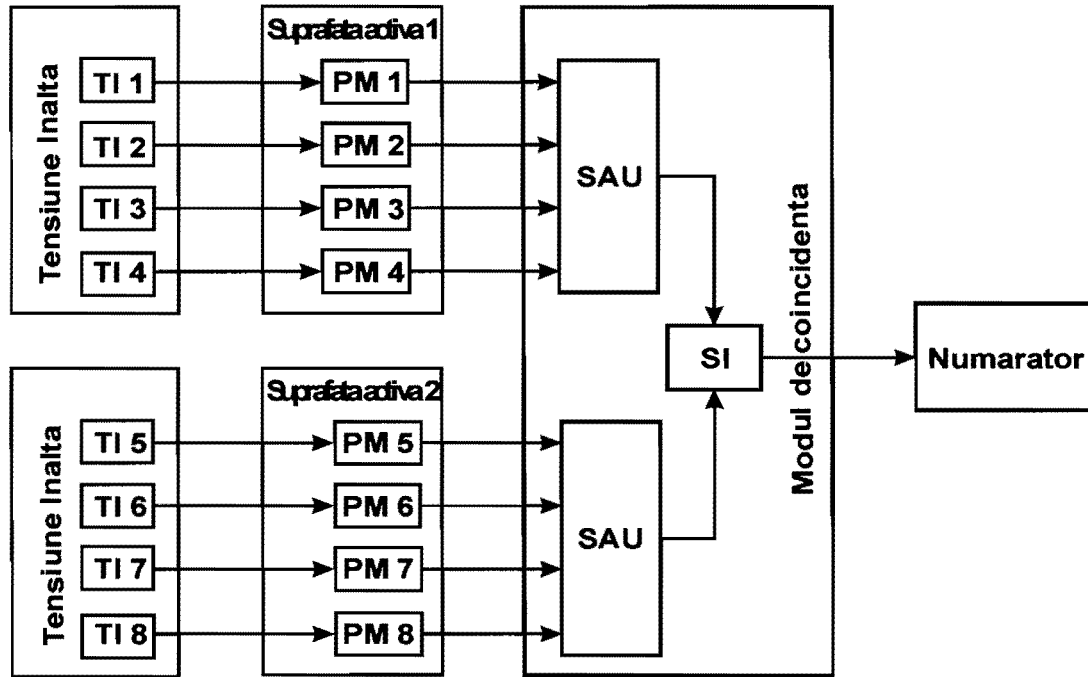 Tensiune Inalta
TI 1
TI 2
TI 3
TI 4
Suprafata activa 1
PM 1
PM 2
PM 3
PM 4
SAU
Tensiune Inalta
TI 5
TI 6
TI 7
TI 8
Suprafata activa 2
PM 5
PM 6
PM 7
PM 8
SAU
SI
Modul de coincidenta
Numarator